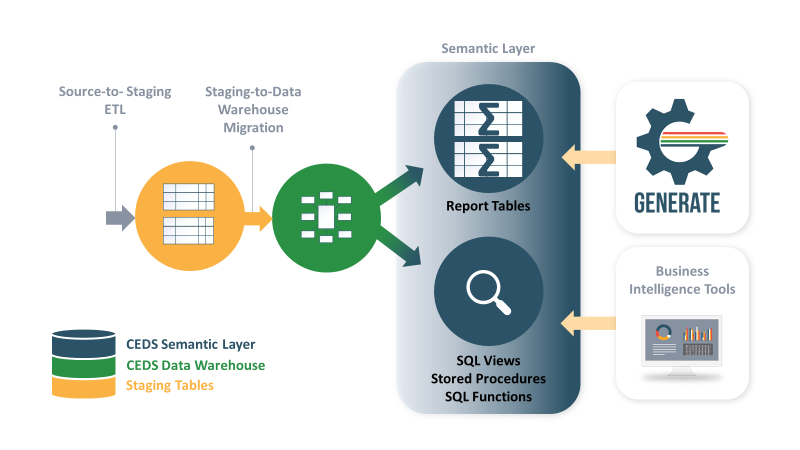 Semantic Layer
Source-to- Staging
ETL
Staging-to-Data
Warehouse
Migration
Σ
Σ
Report Tables
GENERATE
Business
Intelligence Tools
SQL Views
Stored Procedures
SQL Functions
CEDS Semantic Layer
CEDS Data Warehouse
Staging Tables